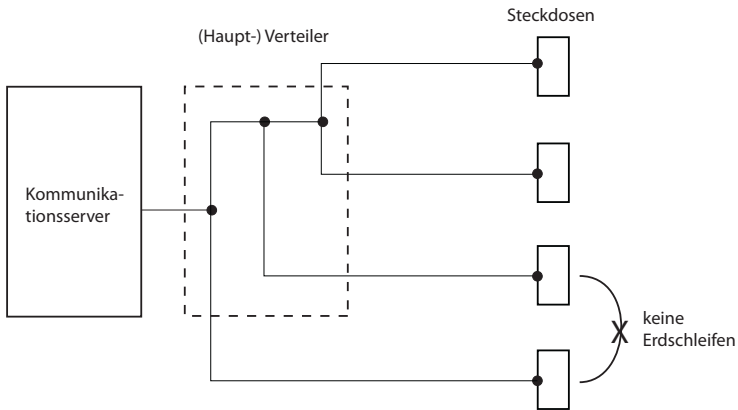 Steckdosen
(Haupt-) Verteiler
Kommunika-
tionsserver
keine
Erdschleifen
X